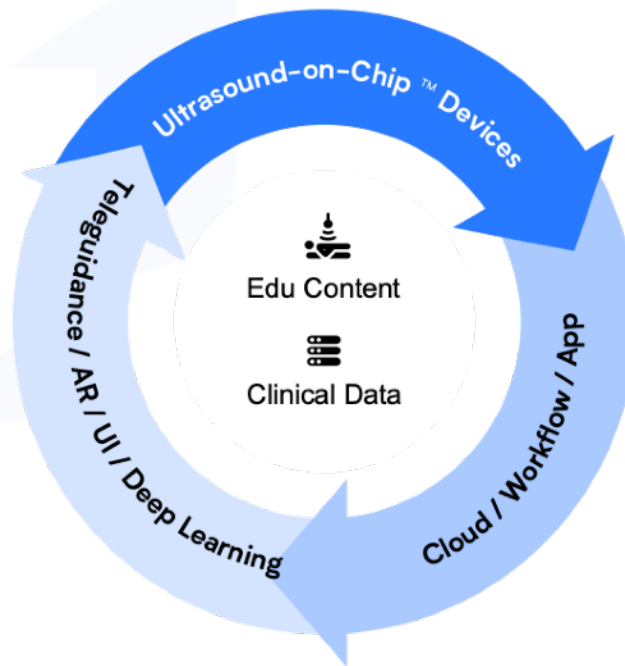 Ultrasound-on-Chip ™ Devices
Cloud / Workflow / App
Teleguidance / AR / UI / Deep Learning
Edu Content
Clinical Data